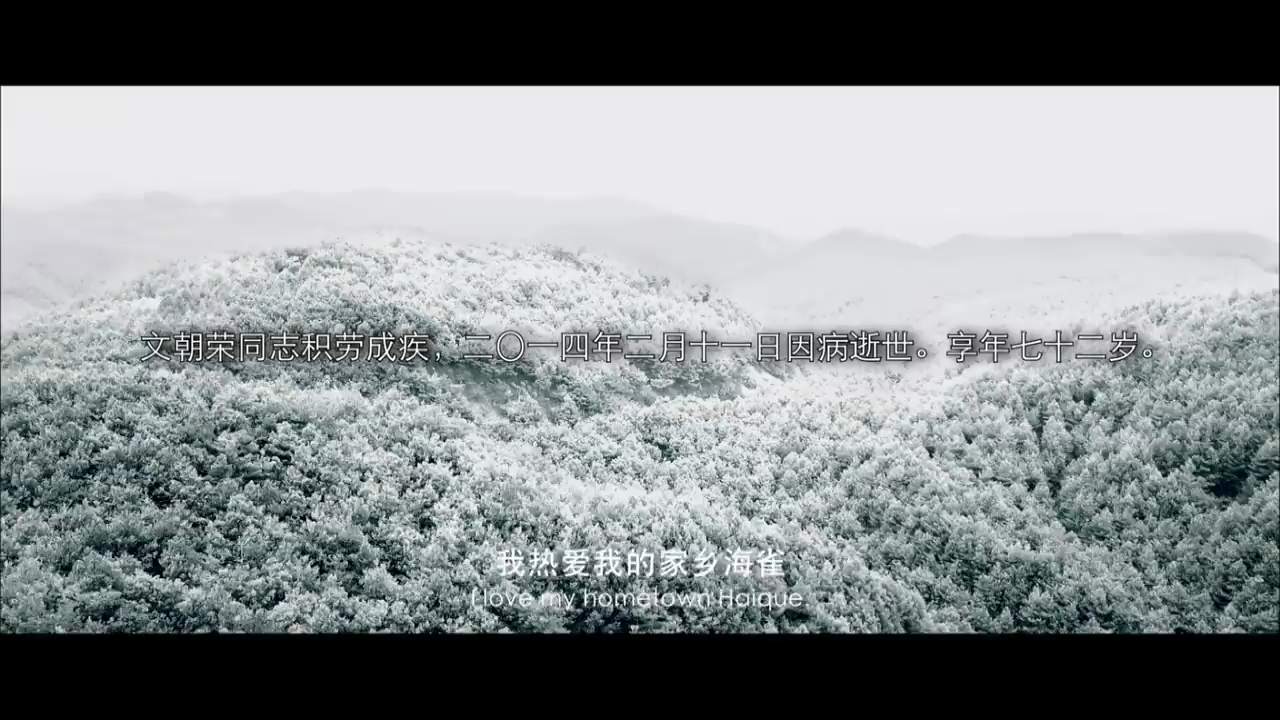 文朝荣同志积劳成疾，二〇一四年二月十一日因病逝世。享年七十二岁。
我热爱我的家乡海雀
I love my hometown Haique